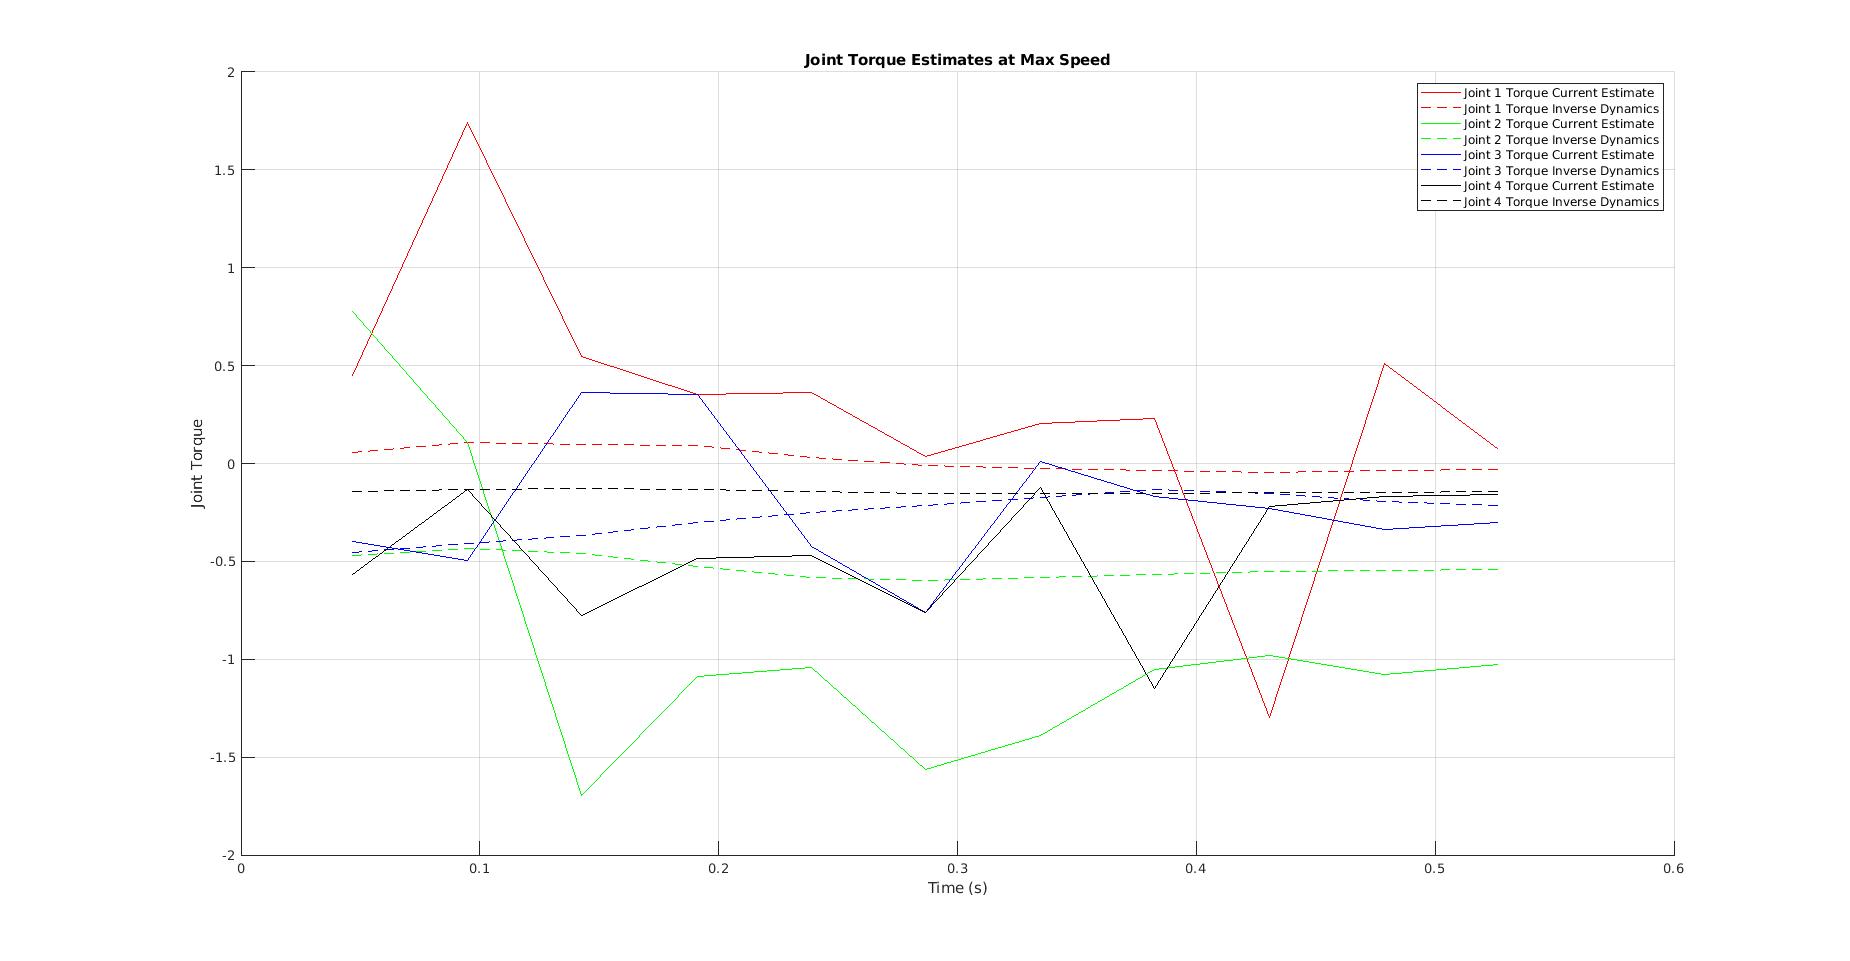 Joint Torque Estimates at Max Speed
2
1.5
1
0.5
0
-0.5
-1
-1.5
-2
Joint Torque
Joint 1 Torque Current Estimate
Joint 1 Torque Inverse Dynamics
Joint 2 Torque Current Estimate
Joint 2 Torque Inverse Dynamics
Joint 3 Torque Current Estimate
Joint 3 Torque Inverse Dynamics
Joint 4 Torque Current Estimate
Joint 4 Torque Inverse Dynamics
0 0.1 0.2 0.3 0.4 0.5 0.6
Time (s)